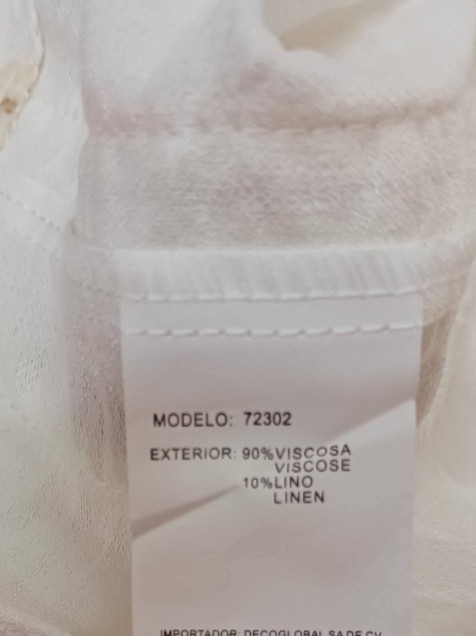 MODELO: 72302
EXTERIOR: 90%VISCOSA
VISCOSE
10%LINO
LINEN
IMPORTADOR: DECOGLOBAL SA DE CV